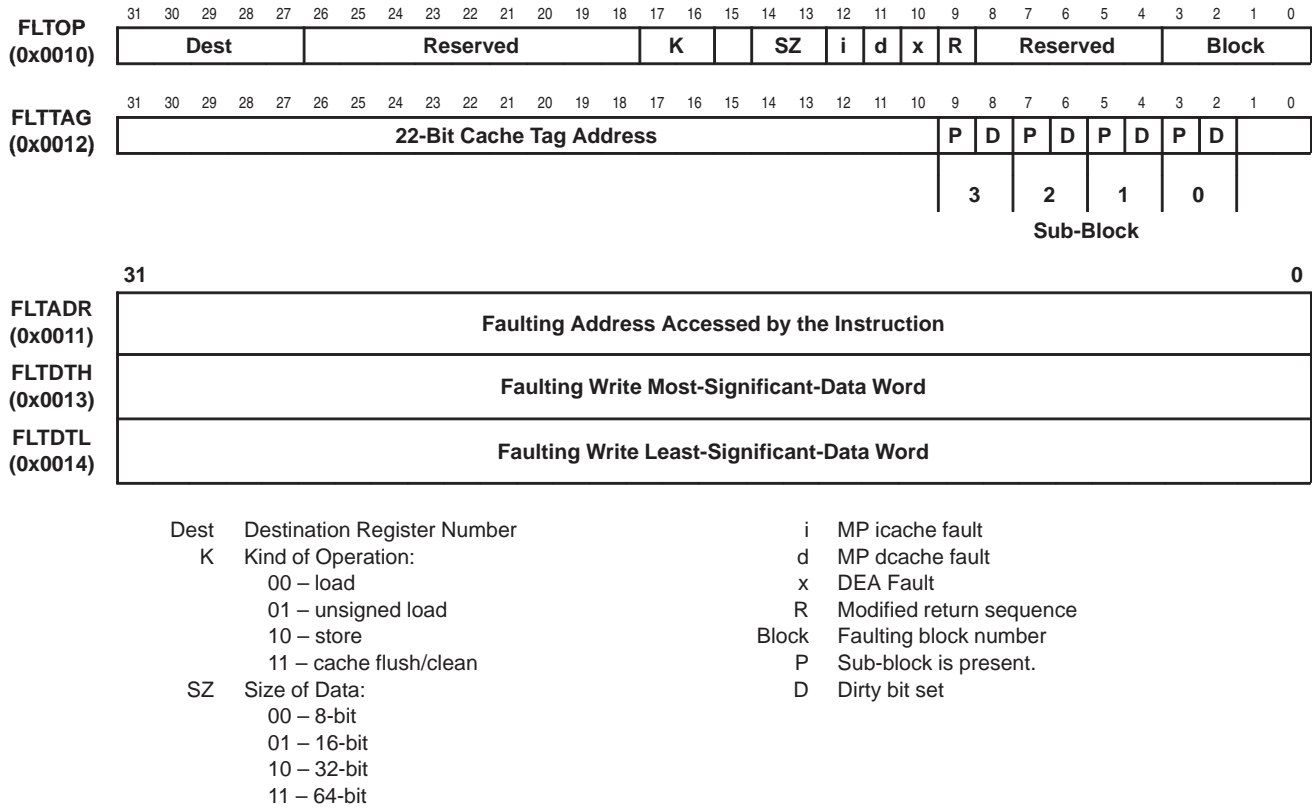 31 30 29 28 27 26 25 24 23 22 21 20 19 18 17 16 15 14 13 12 11 10 9 8 7 6 5 4 3 2 1 0
FLTOP
(0x0010)
Dest Reserved K SZ i d x R Reserved Block
31 30 29 28 27 26 25 24 23 22 21 20 19 18 17 16 15 14 13 12 11 10 9 8 7 6 5 4 3 2 1 0
FLTTAG
(0x0012)
22-Bit Cache Tag Address P D P D P D P D
3 2 1 0
Sub-Block
31 0
FLTADR
(0x0011)
Faulting Address Accessed by the Instruction
FLTDTH
(0x0013)
Faulting Write Most-Significant-Data Word
FLTDTL
(0x0014)
Faulting Write Least-Significant-Data Word
Dest Destination Register Number
K Kind of Operation:
00 – load
01 – unsigned load
10 – store
11 – cache flush/clean
SZ Size of Data:
00 – 8-bit
01 – 16-bit
10 – 32-bit
11 – 64-bit
i MP icache fault
d MP dcache fault
x DEA Fault
R Modified return sequence
Block Faulting block number
P Sub-block is present.
D Dirty bit set